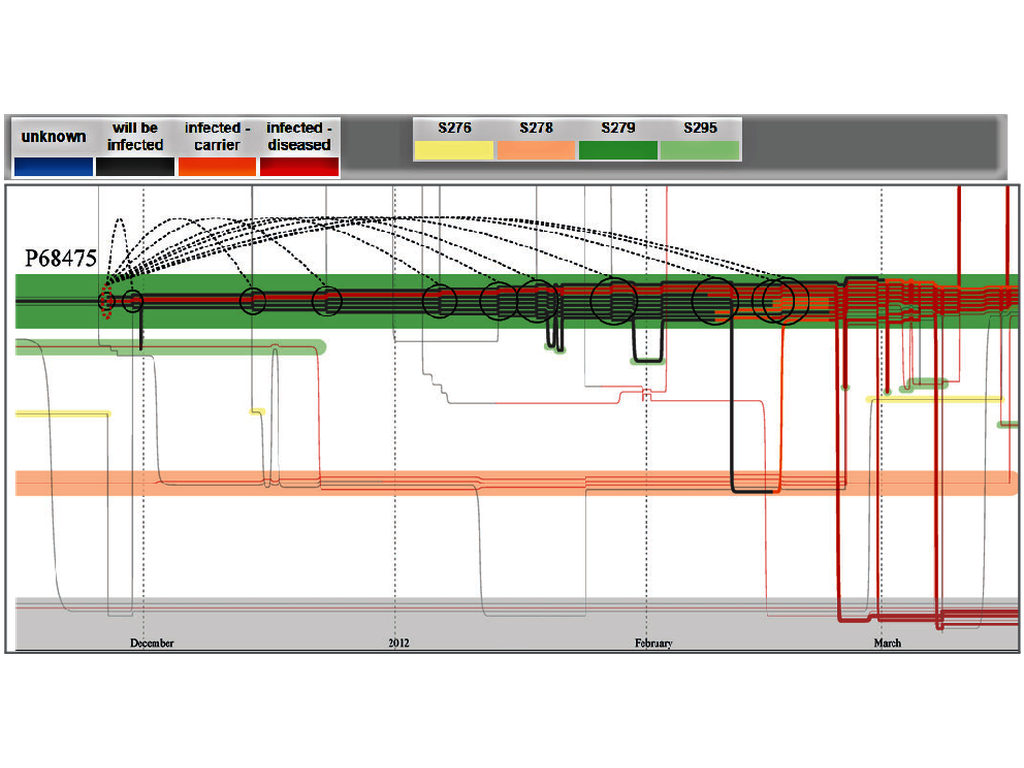 unknown
will be
infected
infected -
carrier
infected -
diseased
S276
S278
S279
S295
P68475
December
2012
February
March